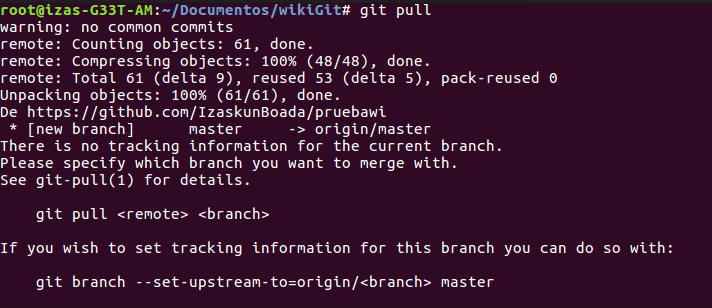 root@izas-G33T-AM:~/Documentos/wikiGit# git pull
warning: no common commits
remote: Counting objects: 61, done.
remote: Compressing objects: 100% (48/48), done.
remote: Total 61 (delta 9), reused 53 (delta 5), pack-reused 0
Unpacking objects: 100% (61/61), done.
De https://github.com/IzaskunBoada/pruebawi
 * [new branch]      master     -> origin/master
There is no tracking information for the current branch.
Please specify which branch you want to merge with.
See git-pull(1) for details.

    git pull <remote> <branch>

If you wish to set tracking information for this branch you can do so with:

    git branch --set-upstream-to=origin/<branch> master